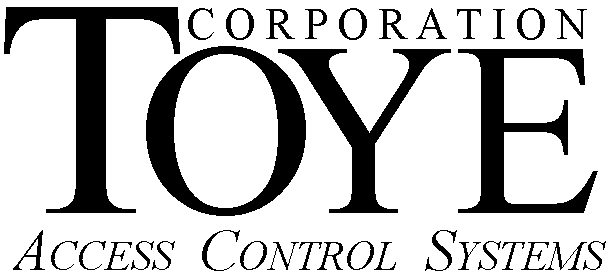 CORPORATION
TOYE
ACCESS CONTROL SYSTEMS